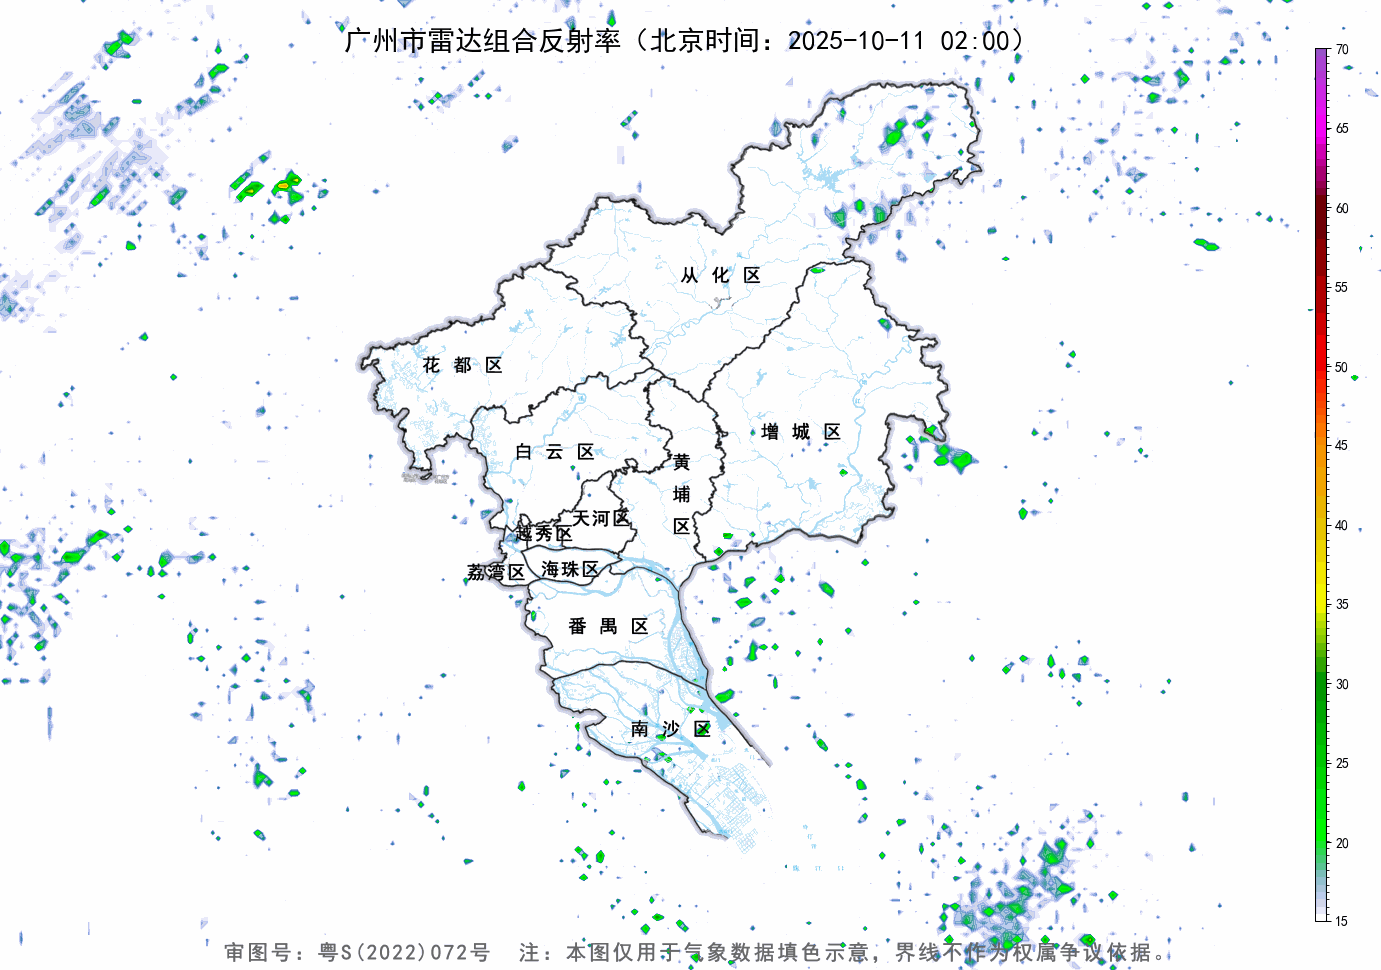 广州市雷达组合反射率（北京时间：2025-10-11 02:00）
70
65
60
55
50
45
40
35
30
25
20
15
从化区
花都区
增城区
白云区
黄埔区
天河区
越秀区
荔湾区
海珠区
番禺区
南沙区
审图号：粤S(2022)072号 注：本图仅用于气象数据填色示意，界线不作为权属争议依据。